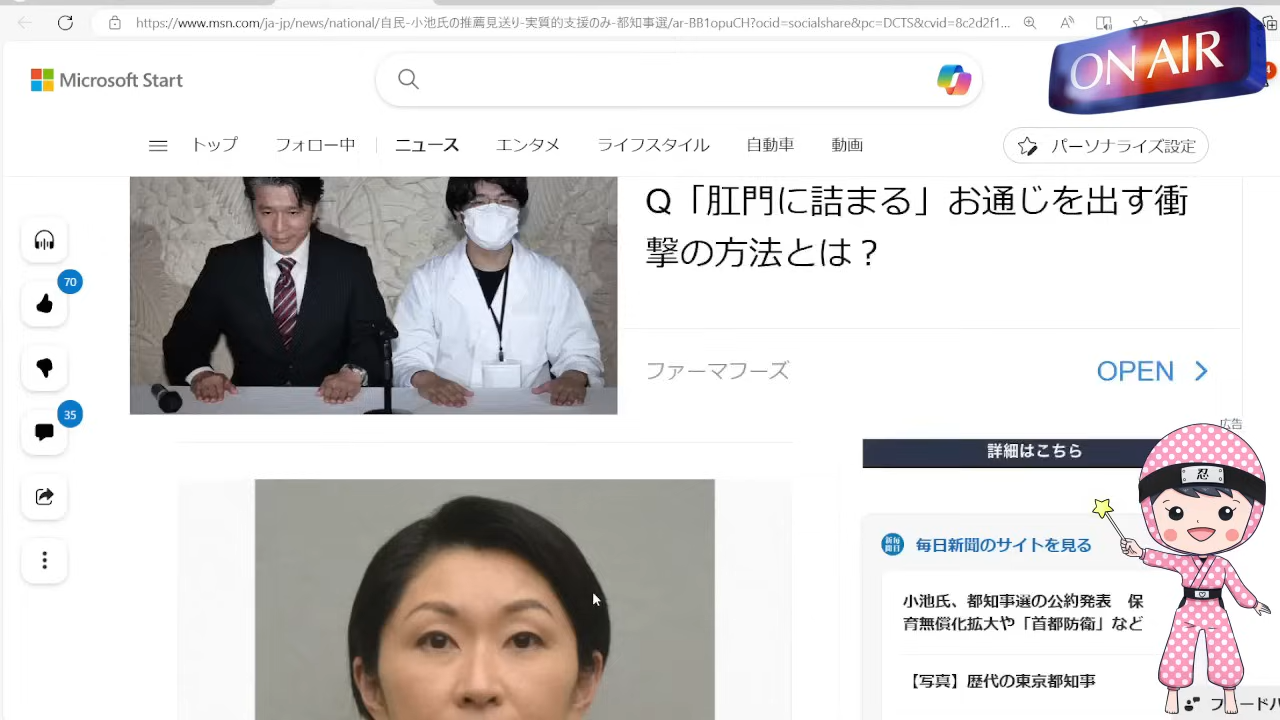 https://www.msn.com/ja-jp/news/national/自民-小池氏の推薦見送り-実質的支援のみ-都知事選/ar-BB1opuCH?ocid=socialshare&pc=DCTS&cvid=8c2d2f1...
ON AIR
Microsoft Start
トップ
フォロー中
ニュース
エンタメ
ライフスタイル
自動車
動画
パーソナライズ設定
Q「肛門に詰まる」お通じを出す衝
撃の方法とは？
70
ファーマフーズ
OPEN
35
広告
詳細はこちら
忍
毎日新聞のサイトを見る
小池氏、都知事選の公約発表　保
育無償化拡大や「首都防衛」など
【写真】歴代の東京都知事